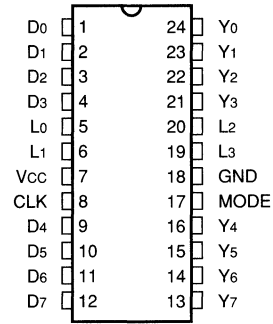 D0 1 24 Y0
D1 2 23 Y1
D2 3 22 Y2
D3 4 21 Y3
L0 5 20 L2
L1 6 19 L3
VCC 7 18 GND
CLK 8 17 MODE
D4 9 16 Y4
D5 10 15 Y5
D6 11 14 Y6
D7 12 13 Y7